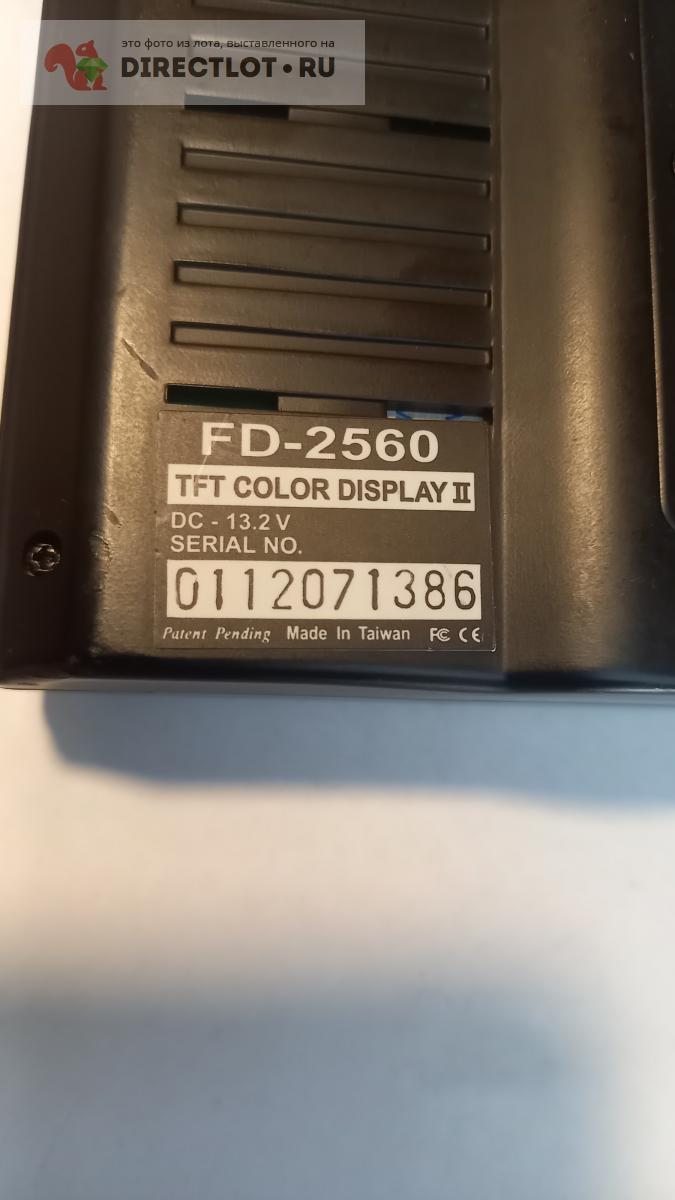 это фото из лота, выставленного на
DIRECTLOT•RU
FD-2560
TFT COLOR DISPLAY II
DC - 13.2 V
SERIAL NO.
0112071386
Patent Pending Made In Taiwan FC CE